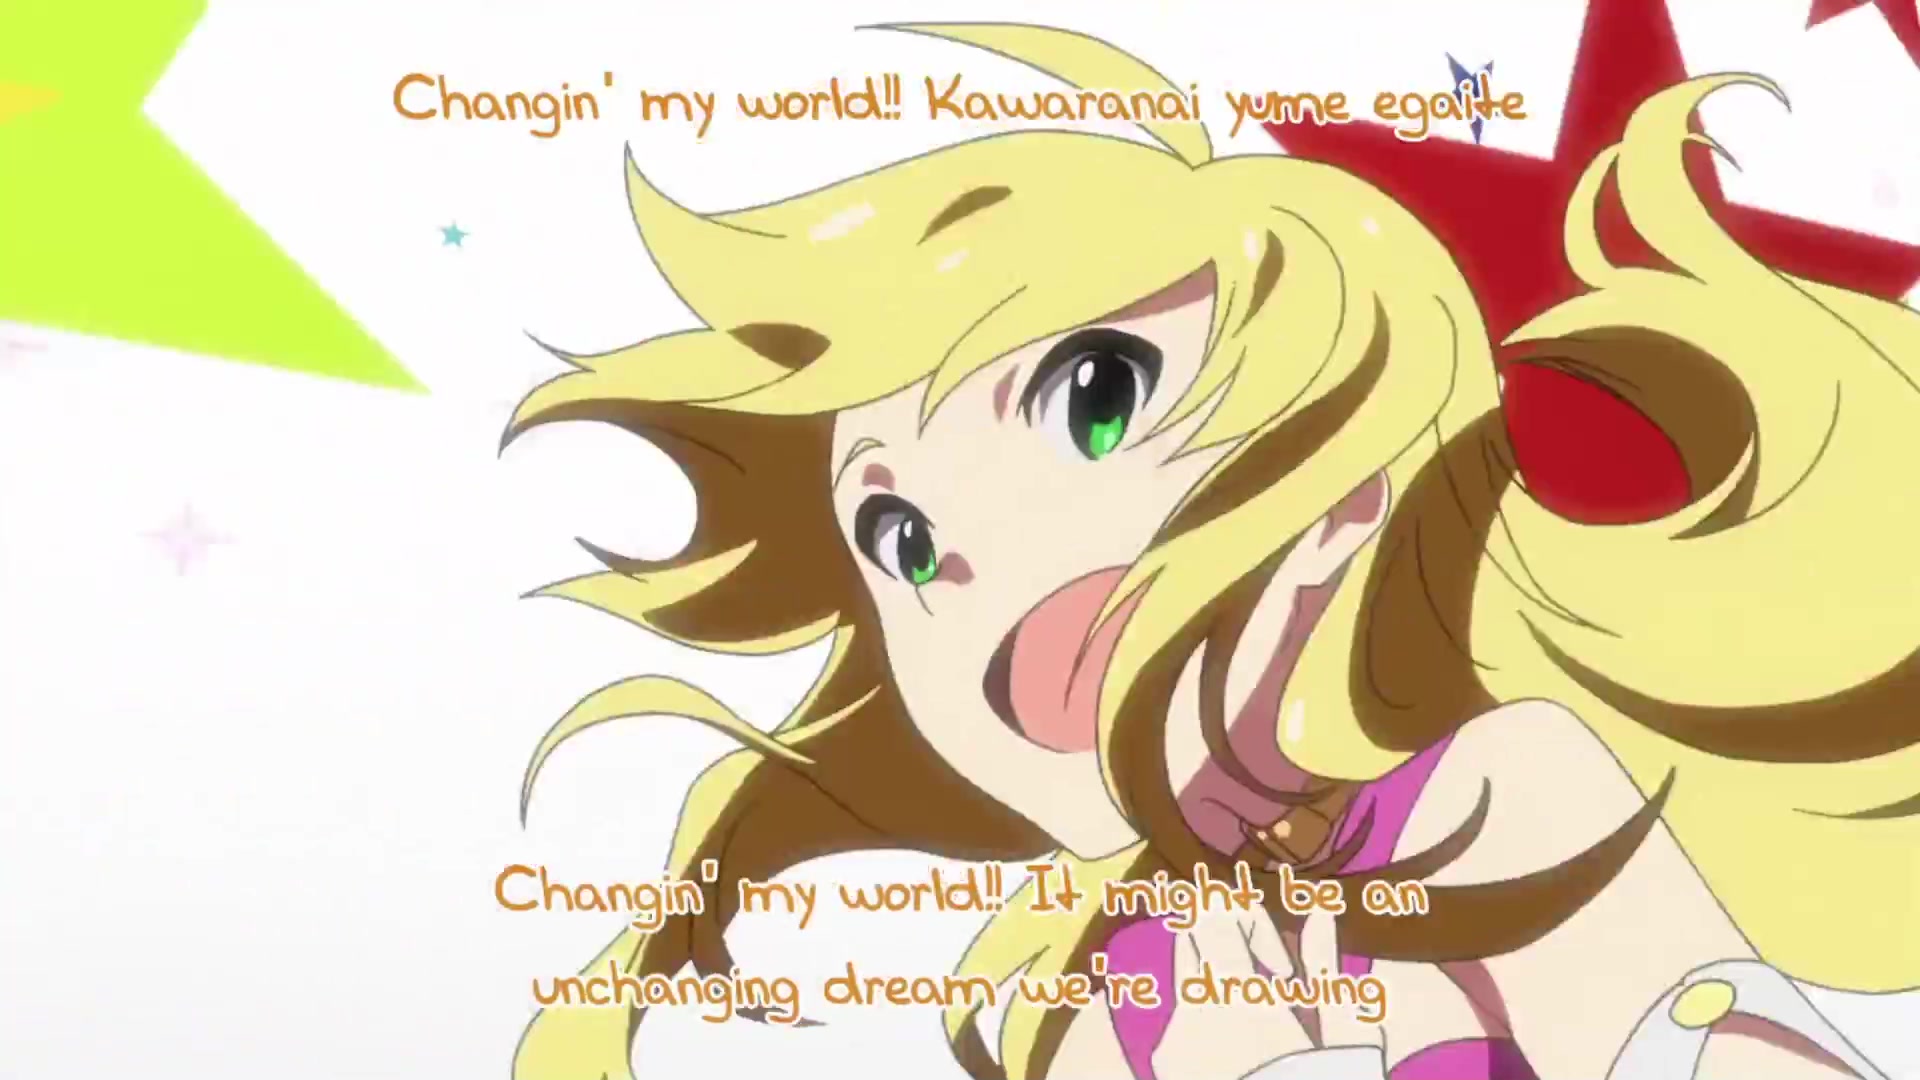 Changin' my world!! Kawaranai yume egaite
Changin' my world!! It might be an
unchanging dream we're drawing